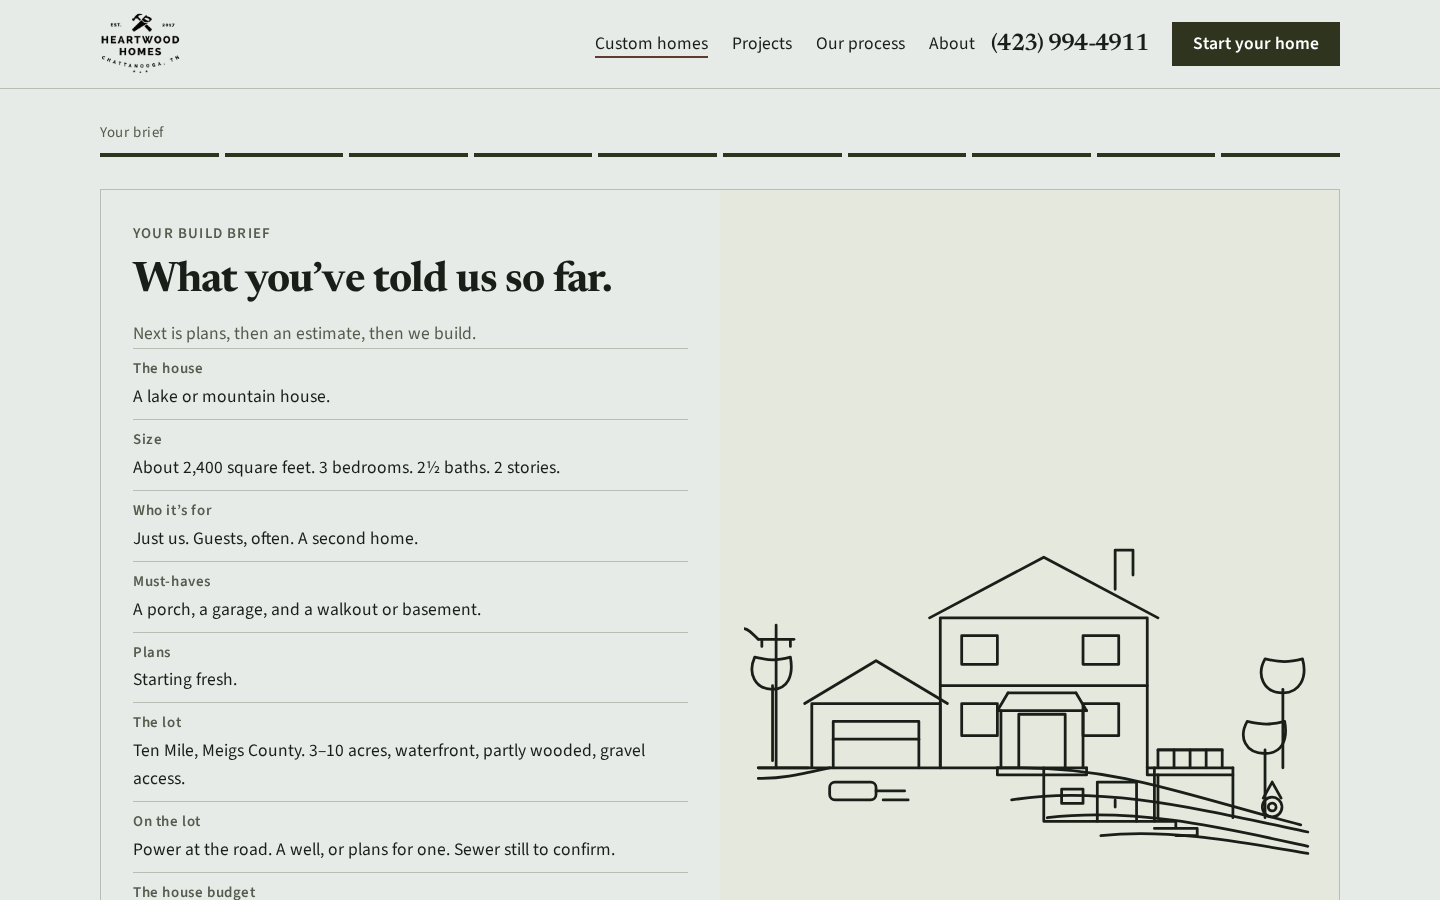 EST. 2017
HEARTWOOD
HOMES
CHATTANOOGA, TN
Custom homes
Projects
Our process
About
(423) 994-4911
Start your home
Your brief
YOUR BUILD BRIEF
What you’ve told us so far.
Next is plans, then an estimate, then we build.
The house
A lake or mountain house.
Size
About 2,400 square feet. 3 bedrooms. 2½ baths. 2 stories.
Who it’s for
Just us. Guests, often. A second home.
Must-haves
A porch, a garage, and a walkout or basement.
Plans
Starting fresh.
The lot
Ten Mile, Meigs County. 3–10 acres, waterfront, partly wooded, gravel
access.
On the lot
Power at the road. A well, or plans for one. Sewer still to confirm.
The house budget